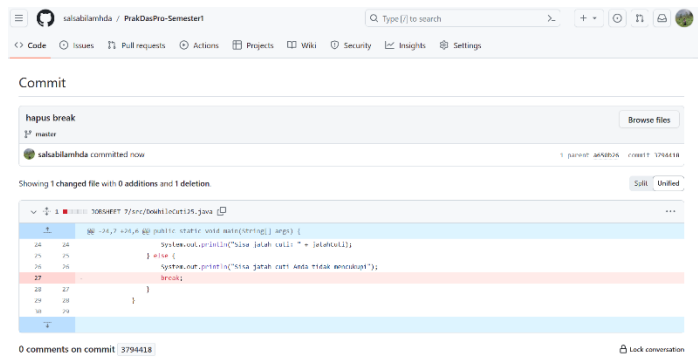 salsabilamhda / PrakDasPro-Semester1
Type [/] to search
Code Issues Pull requests Actions Projects Wiki Security Insights Settings
Commit
hapus break
Browse files
master
salsabilamhda committed now
1 parent a650b26 commit 3794418
Showing 1 changed file with 0 additions and 1 deletion.
Split Unified
1 JOBSHEET 7/src/DoWhileCuti25.java
@@ -24,7 +24,6 @@ public static void main(String[] args) {
24 24 System.out.println("Sisa jatah cuti: " + jatahCuti);
25 25 } else {
26 26 System.out.println("Sisa jatah cuti Anda tidak mencukupi");
27 - break;
28 27 }
29 28 }
30 29
0 comments on commit 3794418
Lock conversation